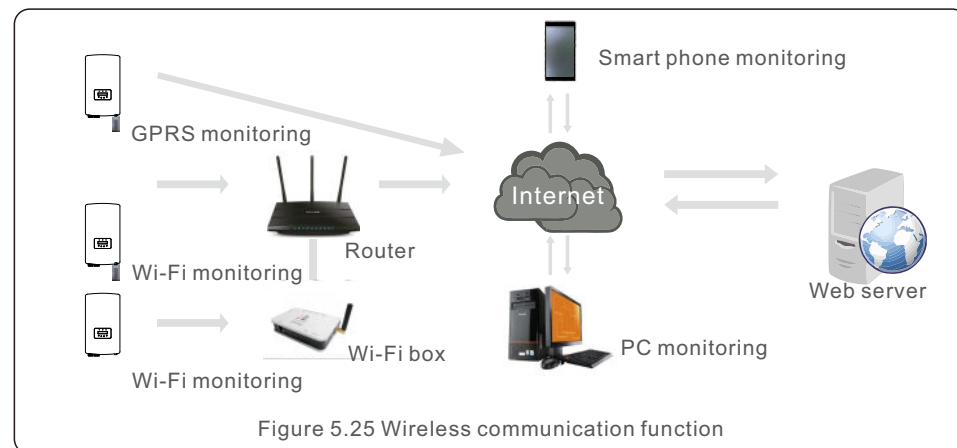 Smart phone monitoring
GPRS monitoring
Internet
Router
Wi-Fi monitoring
Web server
Wi-Fi box
PC monitoring
Wi-Fi monitoring
Figure 5.25 Wireless communication function